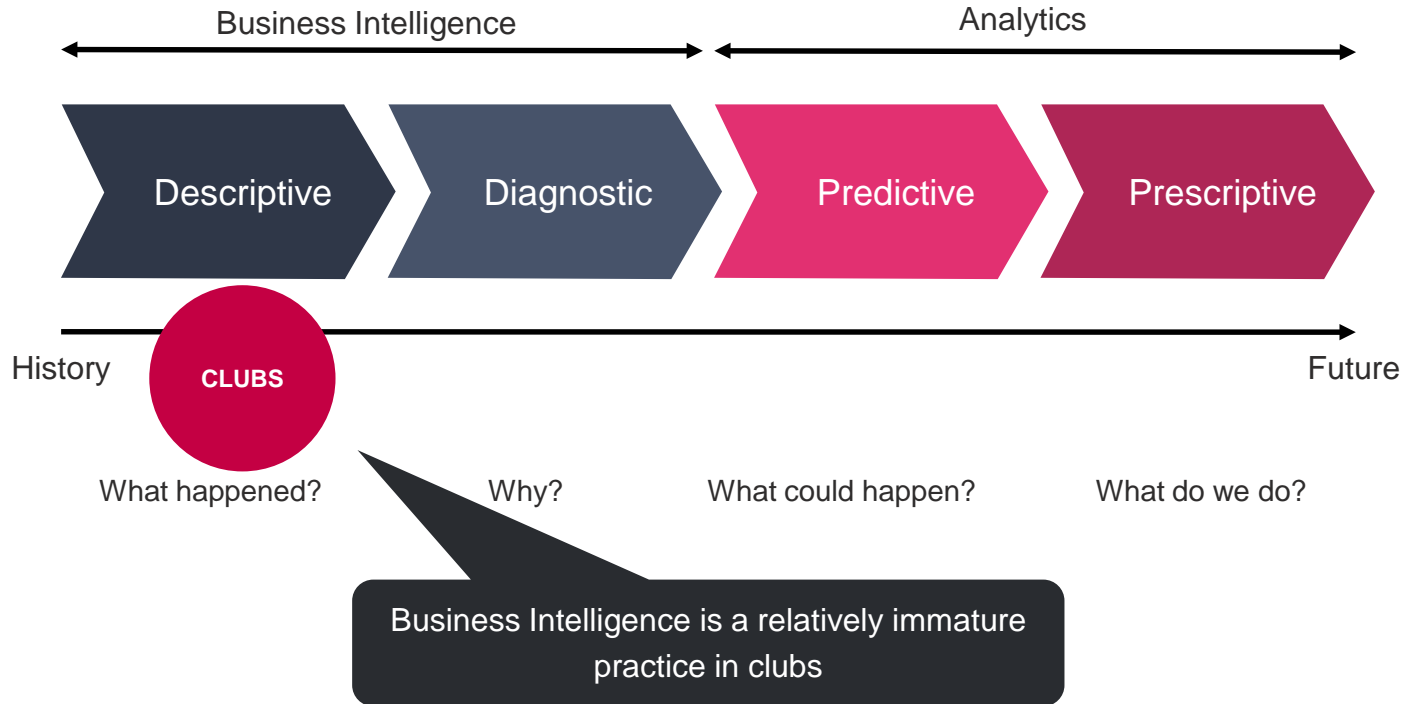 Business Intelligence
Analytics
Descriptive
Diagnostic
Predictive
Prescriptive
History
CLUBS
Future
What happened?
Why?
What could happen?
What do we do?
Business Intelligence is a relatively immature
practice in clubs